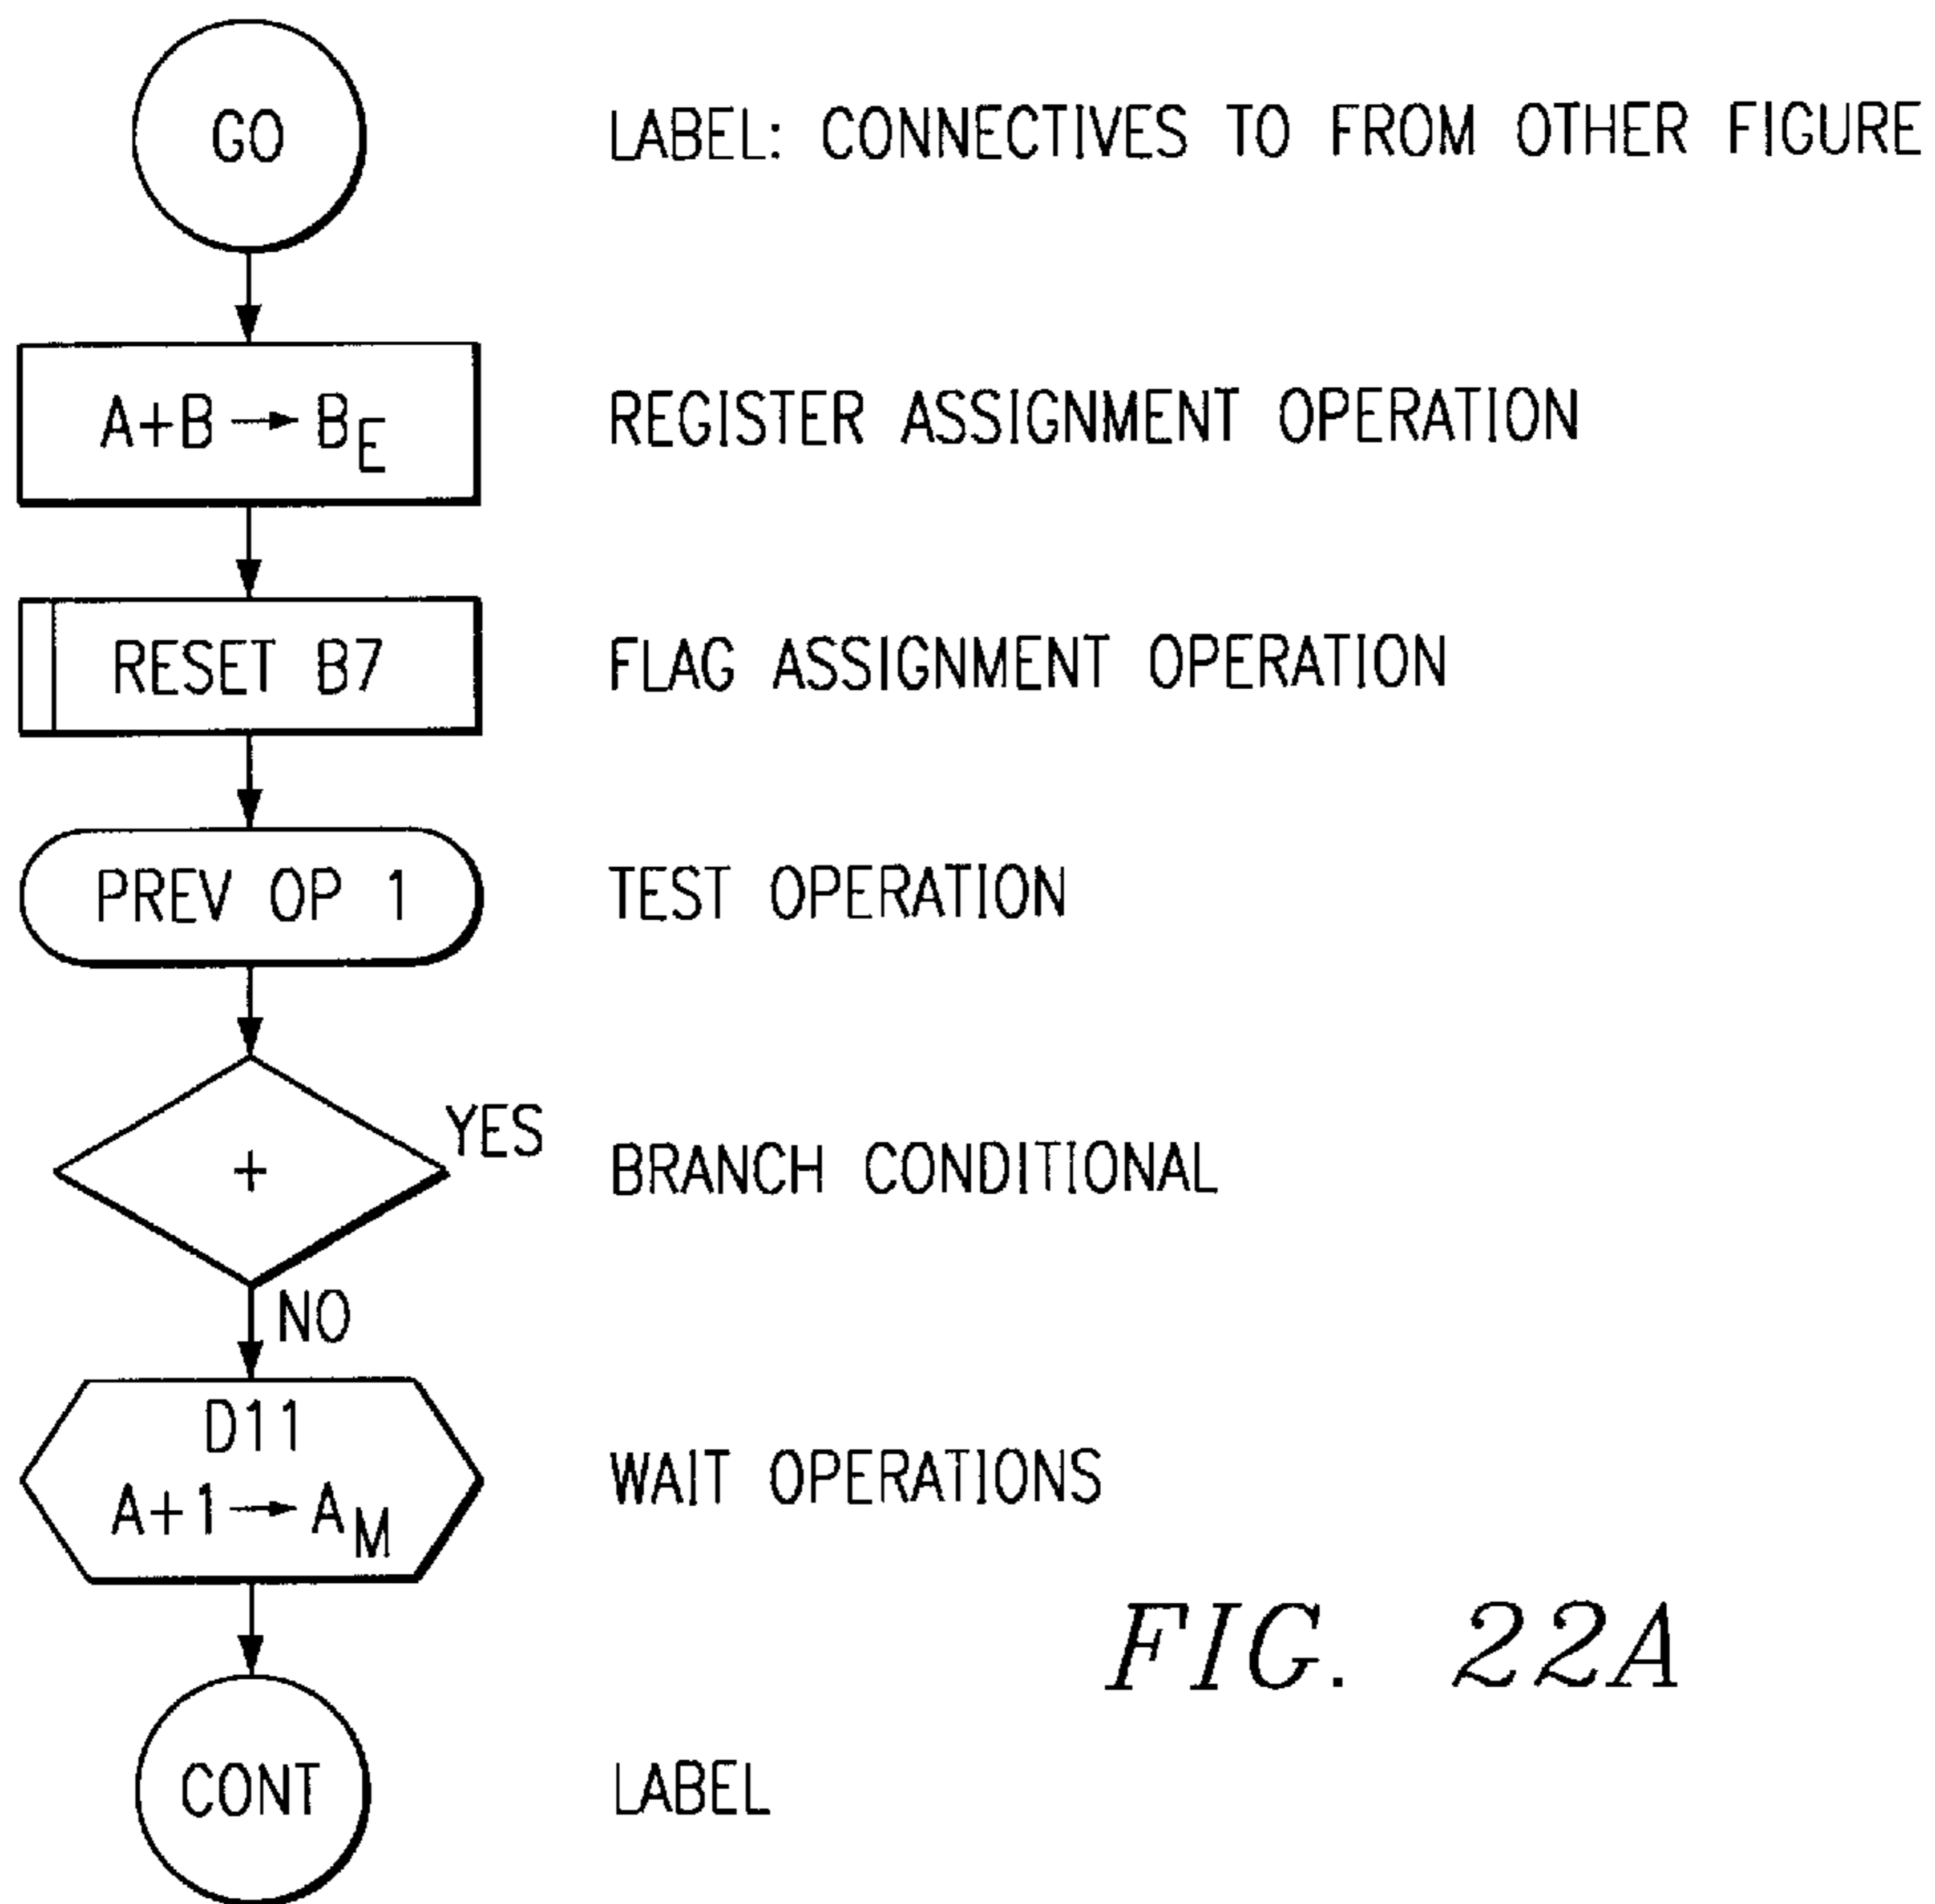 GO
LABEL: CONNECTIVES TO FROM OTHER FIGURE
A+B → B_E
REGISTER ASSIGNMENT OPERATION
RESET B7
FLAG ASSIGNMENT OPERATION
PREV OP 1
TEST OPERATION
+
YES
BRANCH CONDITIONAL
NO
D11
A+1 → A_M
WAIT OPERATIONS
CONT
LABEL
FIG. 22A